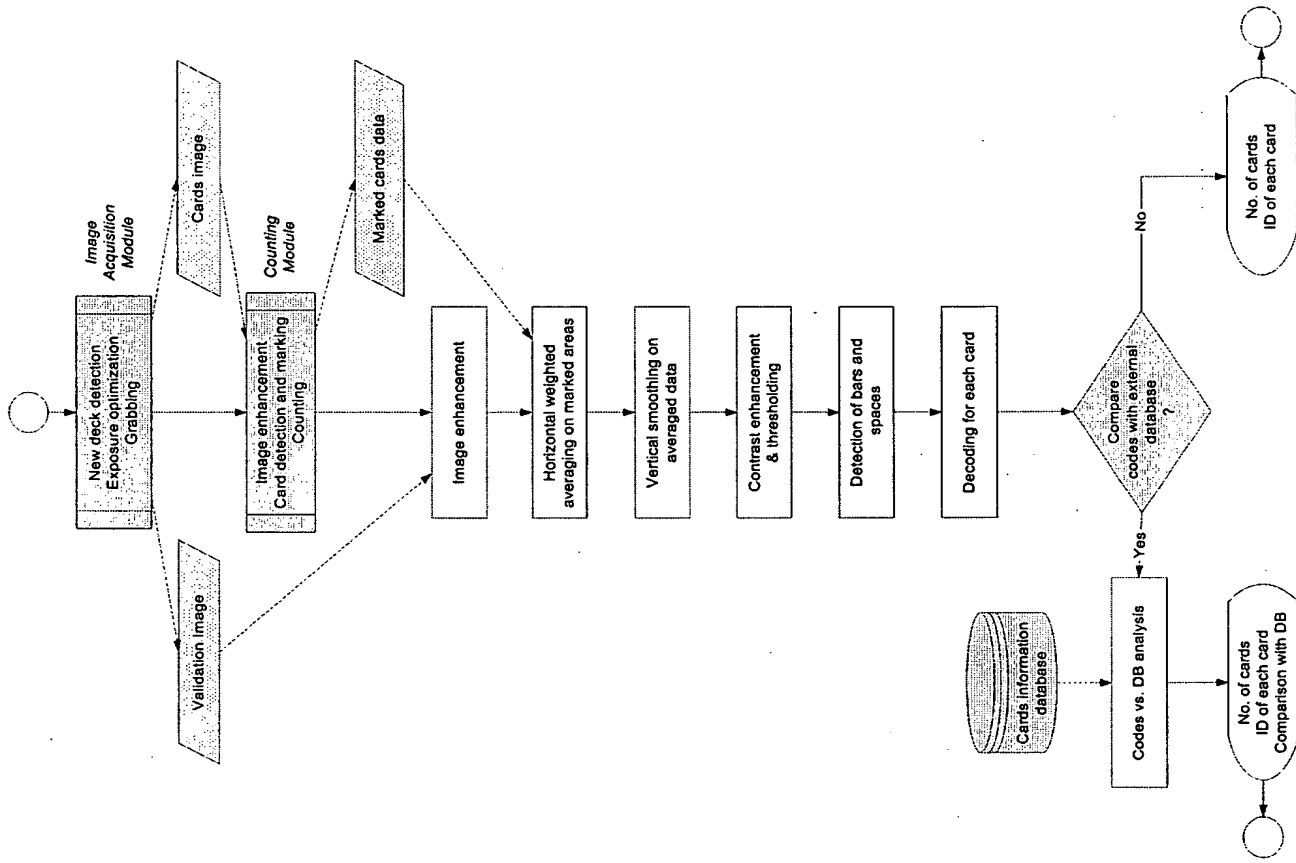 Image
Acquisition
Module
New deck detection
Exposure optimization
Grabbing
Validation Image
Cards image
Counting
Module
Image enhancement
Card detection and marking
Counting
Marked cards data
Image enhancement
Horizontal weighted
averaging on marked areas
Vertical smoothing on
averaged data
Contrast enhancement
& thresholding
Detection of bars and
spaces
Decoding for each card
Compare
codes with external
database
?
Yes
No
Cards information
database
Codes vs. DB analysis
No. of cards
ID of each card
Comparison with DB
No. of cards
ID of each card